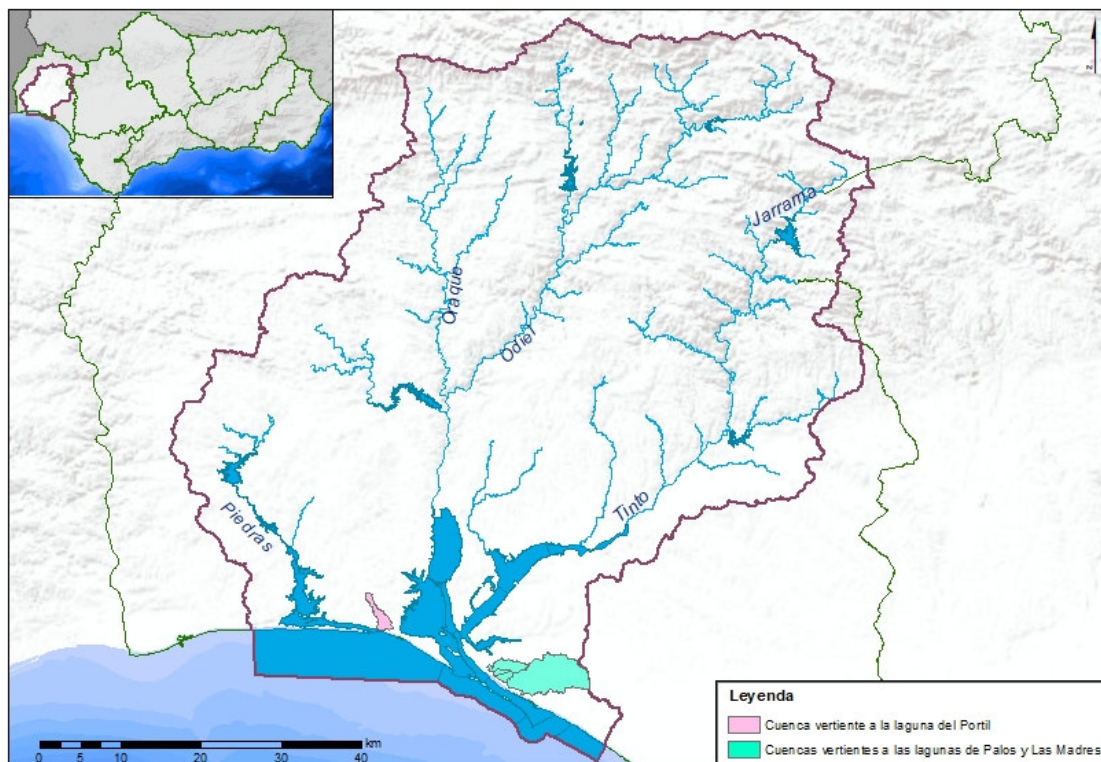 N
Jarrama
Oraque
Odiel
Tinto
Piedras
Leyenda
Cuenca vertiente a la laguna del Portil
Cuencas vertientes a las lagunas de Palos y Las Madres
km
0 5 10 20 30 40